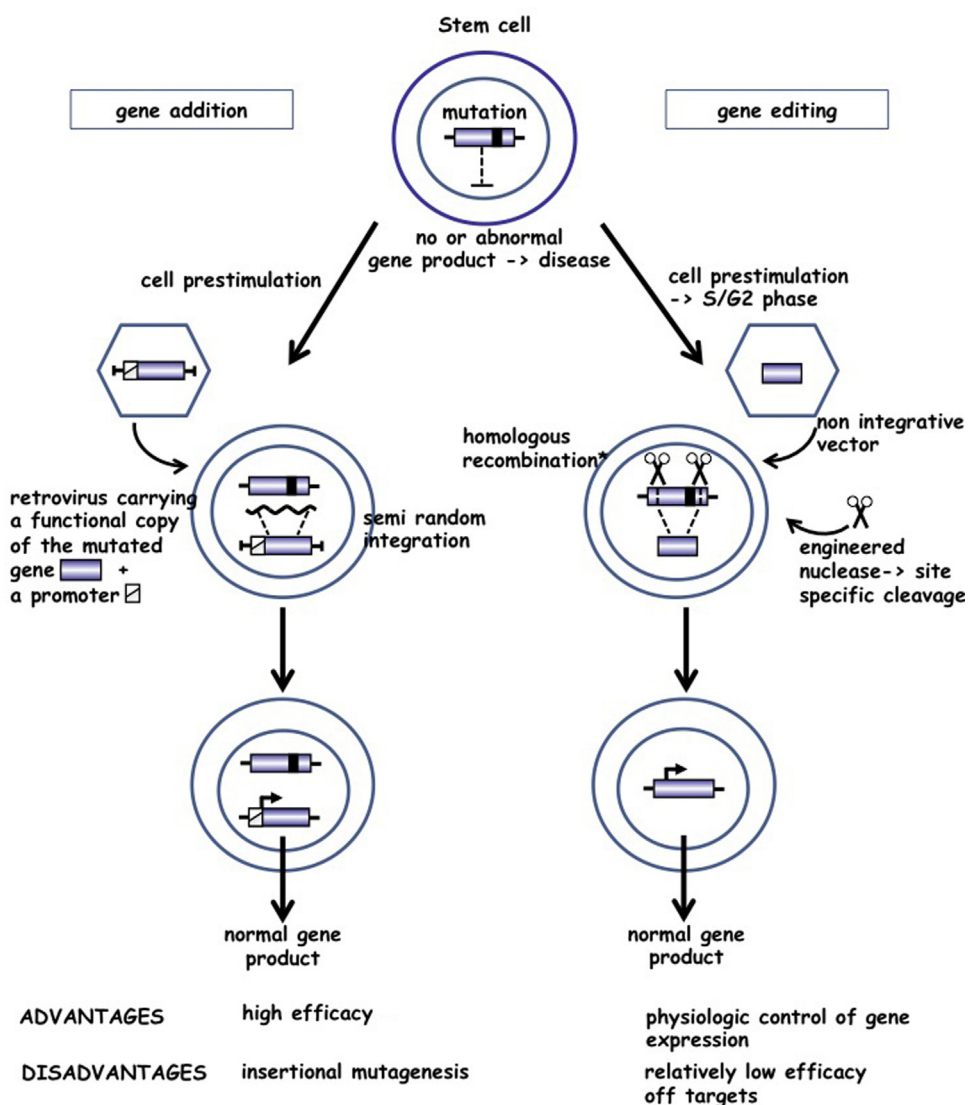 Stem cell
gene addition
gene editing
mutation
no or abnormal
gene product -> disease
cell prestimulation
cell prestimulation
-> S/G2 phase
homologous
recombination*
non integrative
vector
retrovirus carrying
a functional copy
of the mutated
gene +
a promoter
semi random
integration
engineered
nuclease-> site
specific cleavage
normal gene
product
normal gene
product
ADVANTAGES
high efficacy
physiologic control of gene
expression
DISADVANTAGES
insertional mutagenesis
relatively low efficacy
off targets